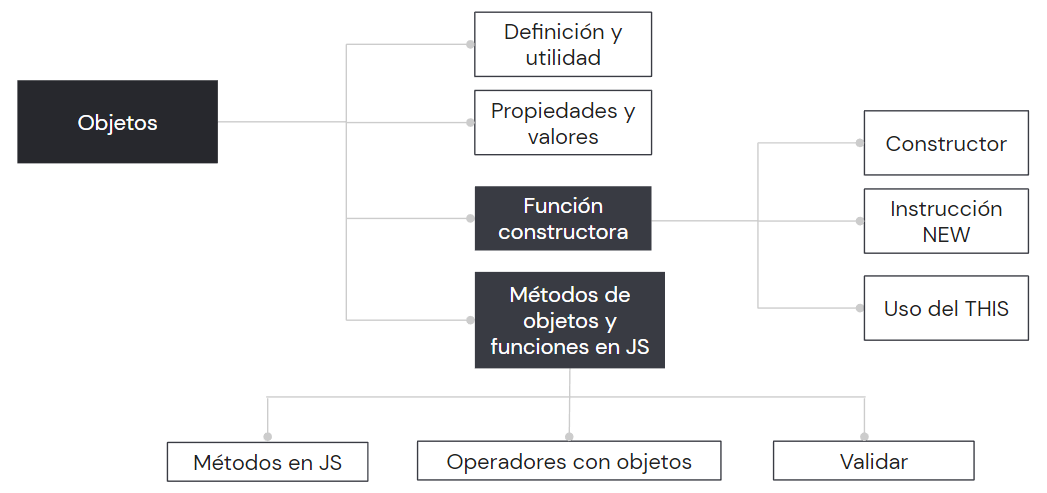 Objetos
Definición y
utilidad
Propiedades y
valores
Función
constructora
Constructor
Instrucción
NEW
Uso del THIS
Métodos de
objetos y
funciones en JS
Métodos en JS
Operadores con objetos
Validar